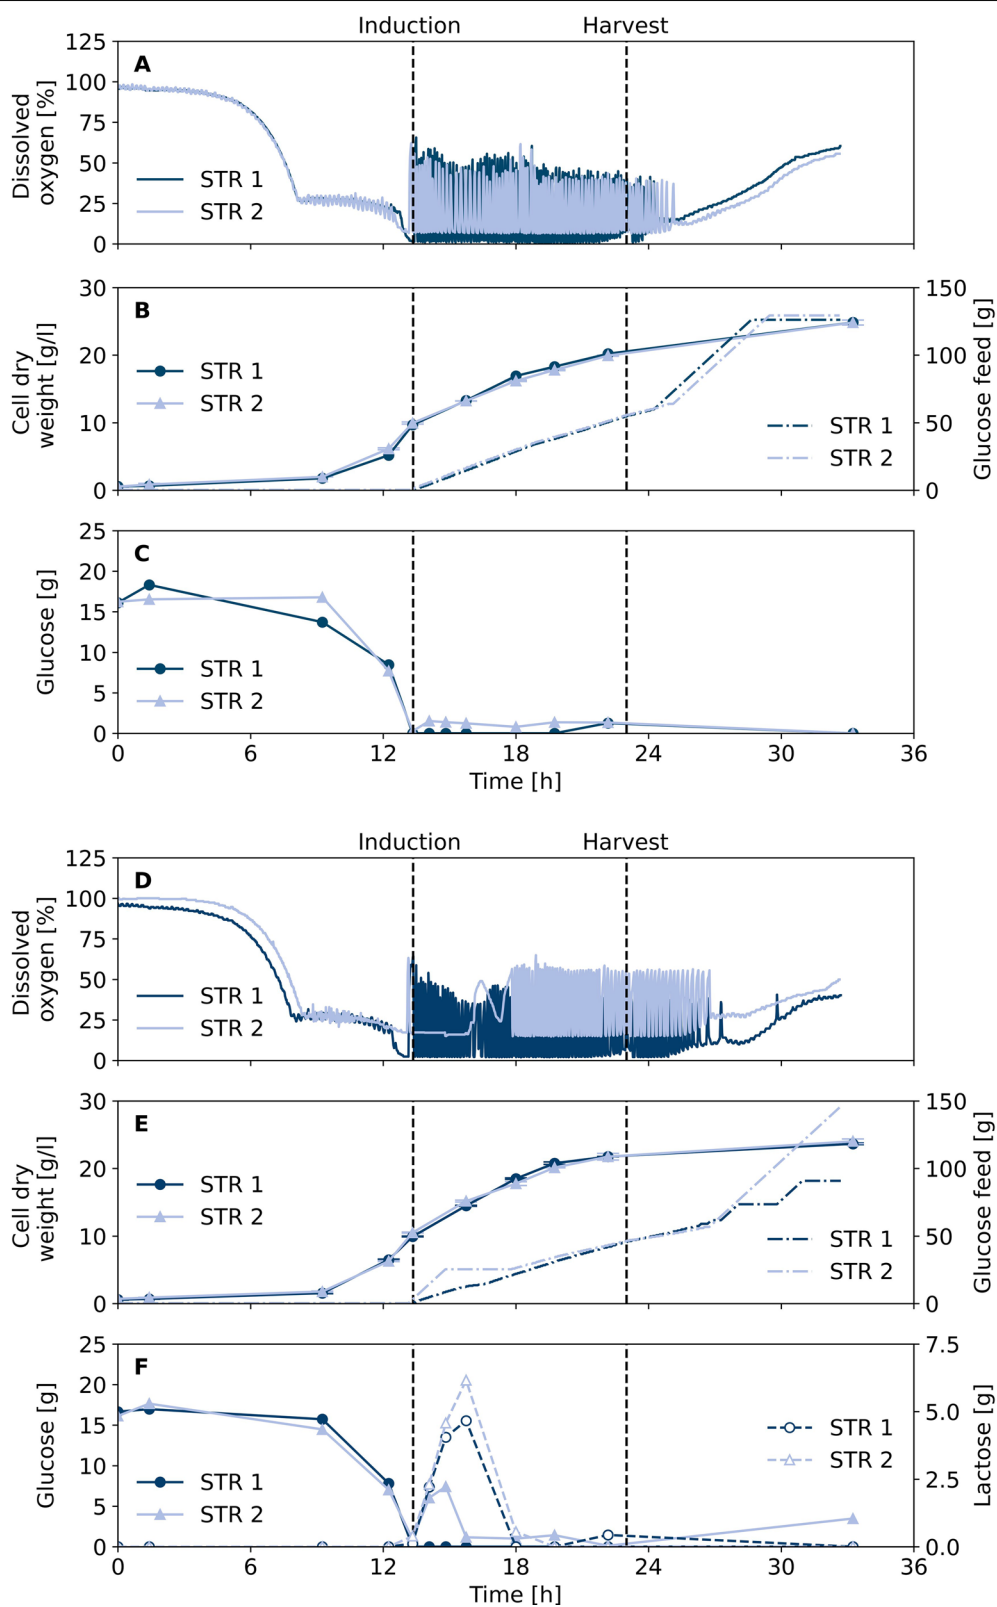 Induction Harvest
A
Dissolved
oxygen [%]
125
100
75
50
25
0
STR 1
STR 2
B
Cell dry
weight [g/l]
30
20
10
0
STR 1
STR 2
150
100
50
0
Glucose feed [g]
STR 1
STR 2
C
Glucose [g]
25
20
15
10
5
0
STR 1
STR 2
0 6 12 18 24 30 36
Time [h]
Induction Harvest
D
Dissolved
oxygen [%]
125
100
75
50
25
0
STR 1
STR 2
E
Cell dry
weight [g/l]
30
20
10
0
STR 1
STR 2
150
100
50
0
Glucose feed [g]
STR 1
STR 2
F
Glucose [g]
25
20
15
10
5
0
STR 1
STR 2
7.5
5.0
2.5
0.0
Lactose [g]
STR 1
STR 2
0 6 12 18 24 30 36
Time [h]